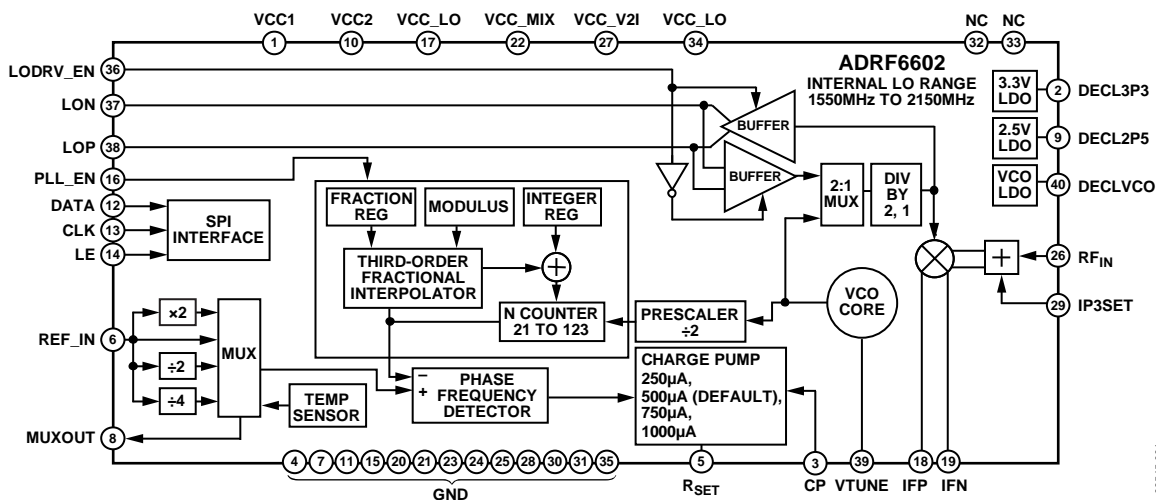 VCC1 VCC2 VCC_LO VCC_MIX VCC_V2I VCC_LO NC NC
1 10 17 22 27 34 32 33
ADRF6602
INTERNAL LO RANGE
1550MHz TO 2150MHz
LODRV_EN 36
LON 37
LOP 38
PLL_EN 16
DATA 12
CLK 13
LE 14
SPI
INTERFACE
3.3V
LDO
2 DECL3P3
2.5V
LDO
9 DECL2P5
VCO
LDO
40 DECLVCO
BUFFER
BUFFER
2:1
MUX
DIV
BY
2, 1
FRACTION
REG
MODULUS
INTEGER
REG
THIRD-ORDER
FRACTIONAL
INTERPOLATOR
+
N COUNTER
21 TO 123
PRESCALER
÷2
VCO
CORE
+
26 RFIN
29 IP3SET
REF_IN 6
×2
÷2
÷4
MUX
TEMP
SENSOR
MUXOUT 8
−
+
PHASE
FREQUENCY
DETECTOR
CHARGE PUMP
250µA,
500µA (DEFAULT),
750µA,
1000µA
4 7 11 15 20 21 23 24 25 28 30 31 35
5 3 39 18 19
GND
RSET CP VTUNE IFP IFN